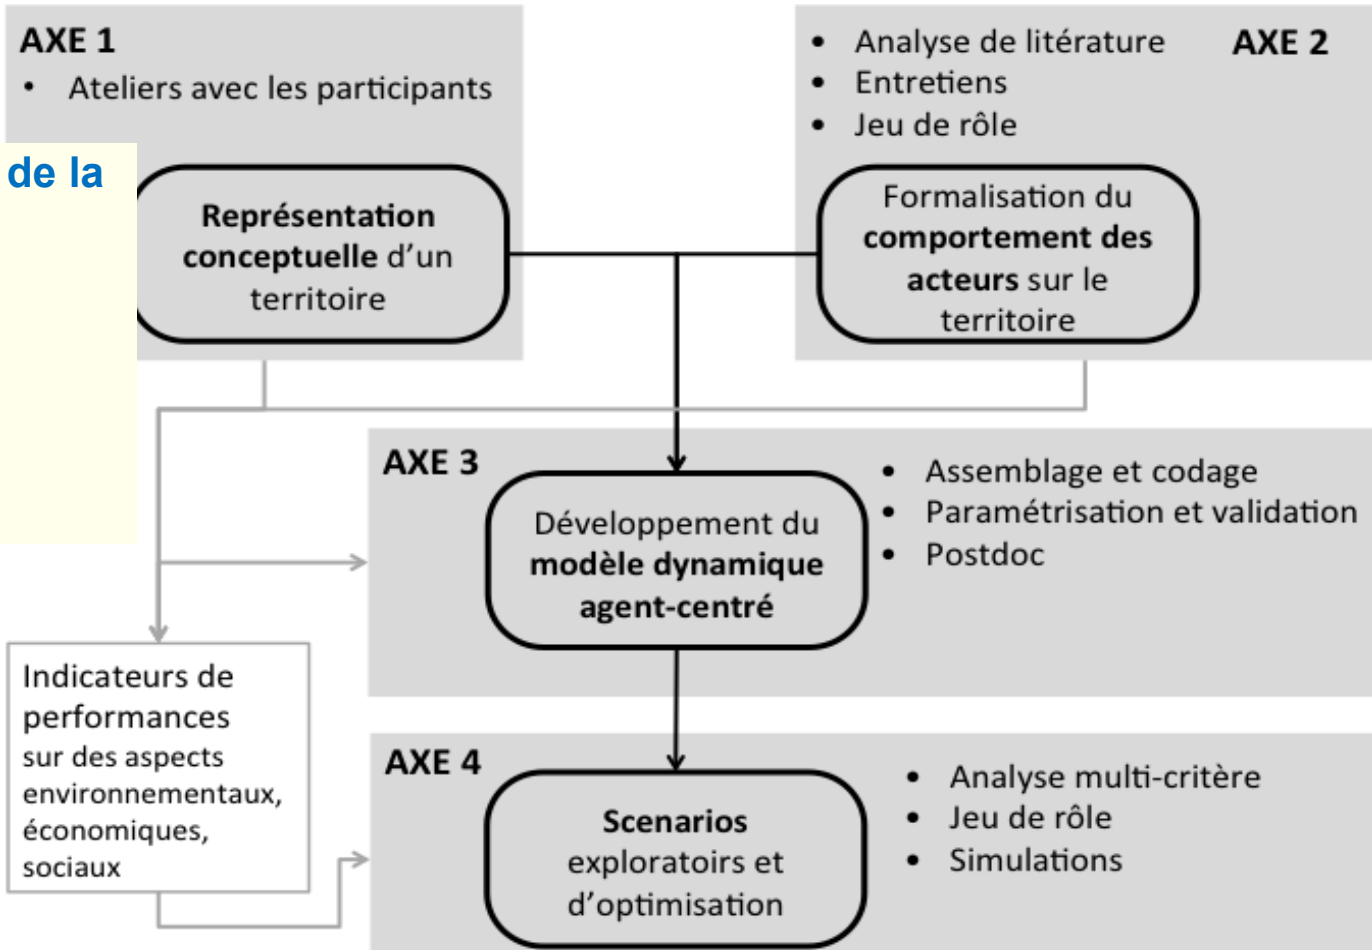 AXE 1
• Ateliers avec les participants
de la
Représentation
conceptuelle d'un
territoire
• Analyse de litérature
• Entretiens
• Jeu de rôle
AXE 2
Formalisation du
comportement des
acteurs sur le
territoire
AXE 3
Développement du
modèle dynamique
agent-centré
• Assemblage et codage
• Paramétrisation et validation
• Postdoc
Indicateurs de
performances
sur des aspects
environnementaux,
économiques,
sociaux
AXE 4
Scenarios
exploratoirs et
d'optimisation
• Analyse multi-critère
• Jeu de rôle
• Simulations